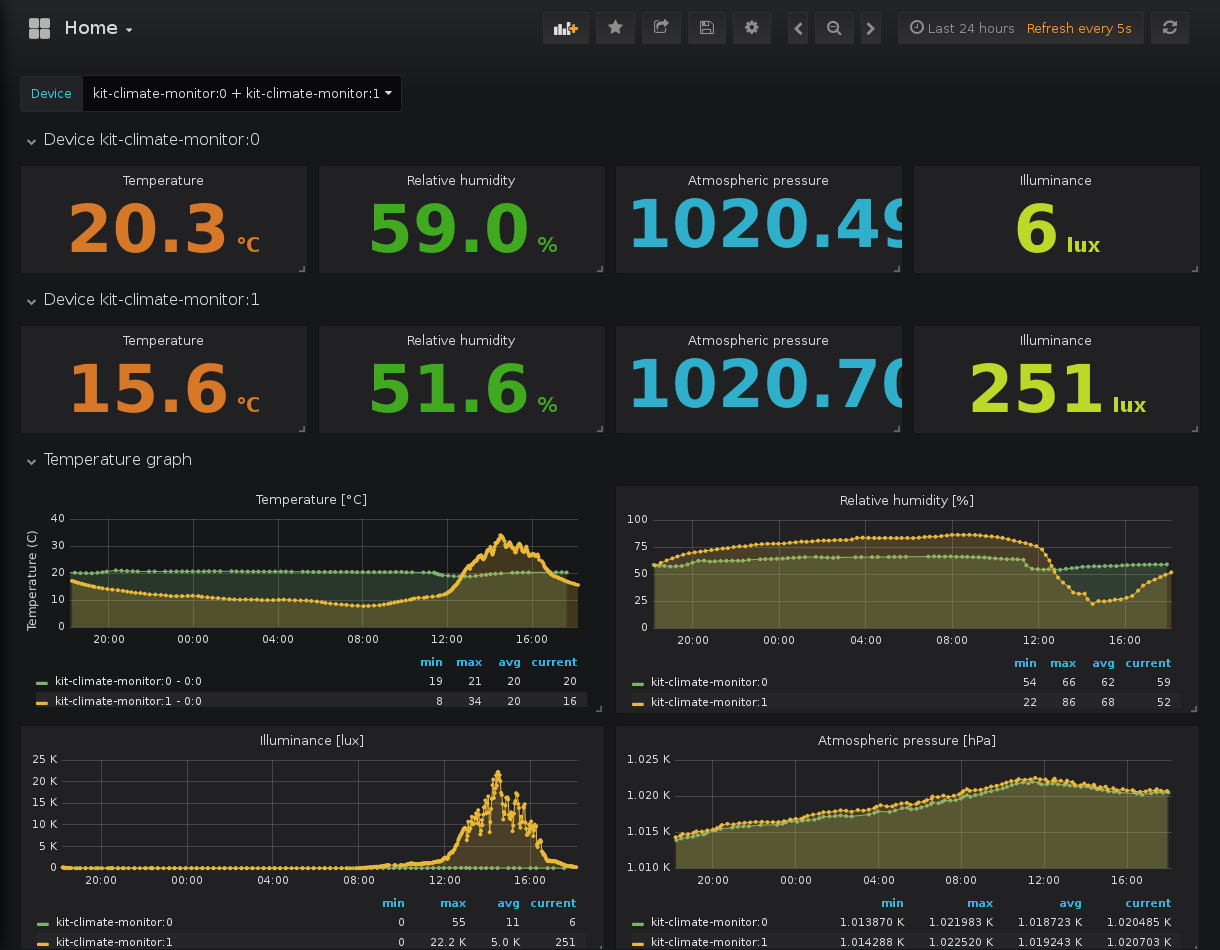 Home
Last 24 hours Refresh every 5s
Device kit-climate-monitor:0 + kit-climate-monitor:1
Device kit-climate-monitor:0
Temperature Relative humidity Atmospheric pressure Illuminance
20.3 °C 59.0 % 1020.49 6 lux
Device kit-climate-monitor:1
Temperature Relative humidity Atmospheric pressure Illuminance
15.6 °C 51.6 % 1020.70 251 lux
Temperature graph
Temperature [°C]
Temperature (C)
40
30
20
10
0
20:00 00:00 04:00 08:00 12:00 16:00
min max avg current
kit-climate-monitor:0 - 0:0 19 21 20 20
kit-climate-monitor:1 - 0:0 8 34 20 16
Relative humidity [%]
100
75
50
25
0
20:00 00:00 04:00 08:00 12:00 16:00
min max avg current
kit-climate-monitor:0 54 66 62 59
kit-climate-monitor:1 22 86 68 52
Illuminance [lux]
25 K
20 K
15 K
10 K
5 K
0
20:00 00:00 04:00 08:00 12:00 16:00
min max avg current
kit-climate-monitor:0 0 55 11 6
kit-climate-monitor:1 0 22.2 K 5.0 K 251
Atmospheric pressure [hPa]
1.025 K
1.020 K
1.015 K
1.010 K
20:00 00:00 04:00 08:00 12:00 16:00
min max avg current
kit-climate-monitor:0 1.013870 K 1.021983 K 1.018723 K 1.020485 K
kit-climate-monitor:1 1.014288 K 1.022520 K 1.019243 K 1.020703 K